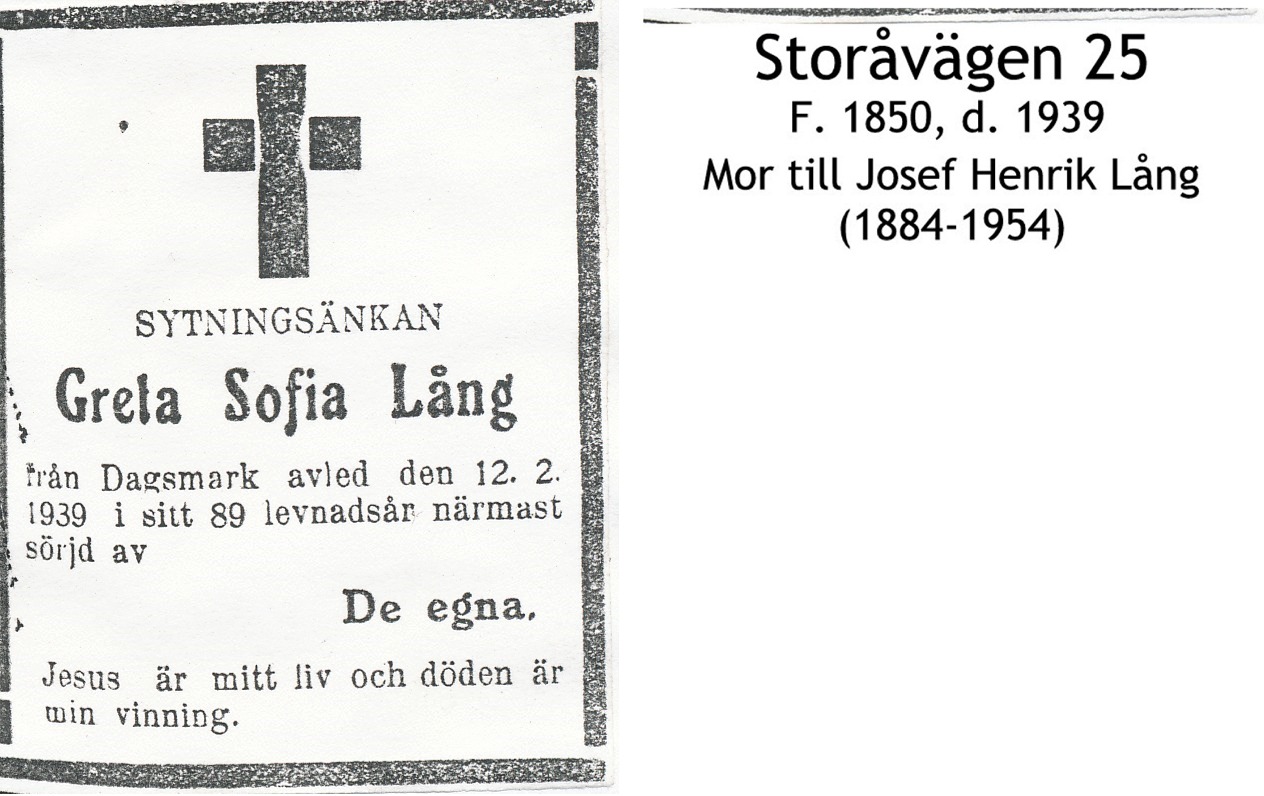 SYTNINGSÄNKAN
Greta Sofia Lång
från Dagsmark avled den 12. 2.
1939 i sitt 89 levnadsår närmast
sörjd av
De egna.
Jesus är mitt liv och döden är
min vinning.
Storåvägen 25
F. 1850, d. 1939
Mor till Josef Henrik Lång
(1884-1954)